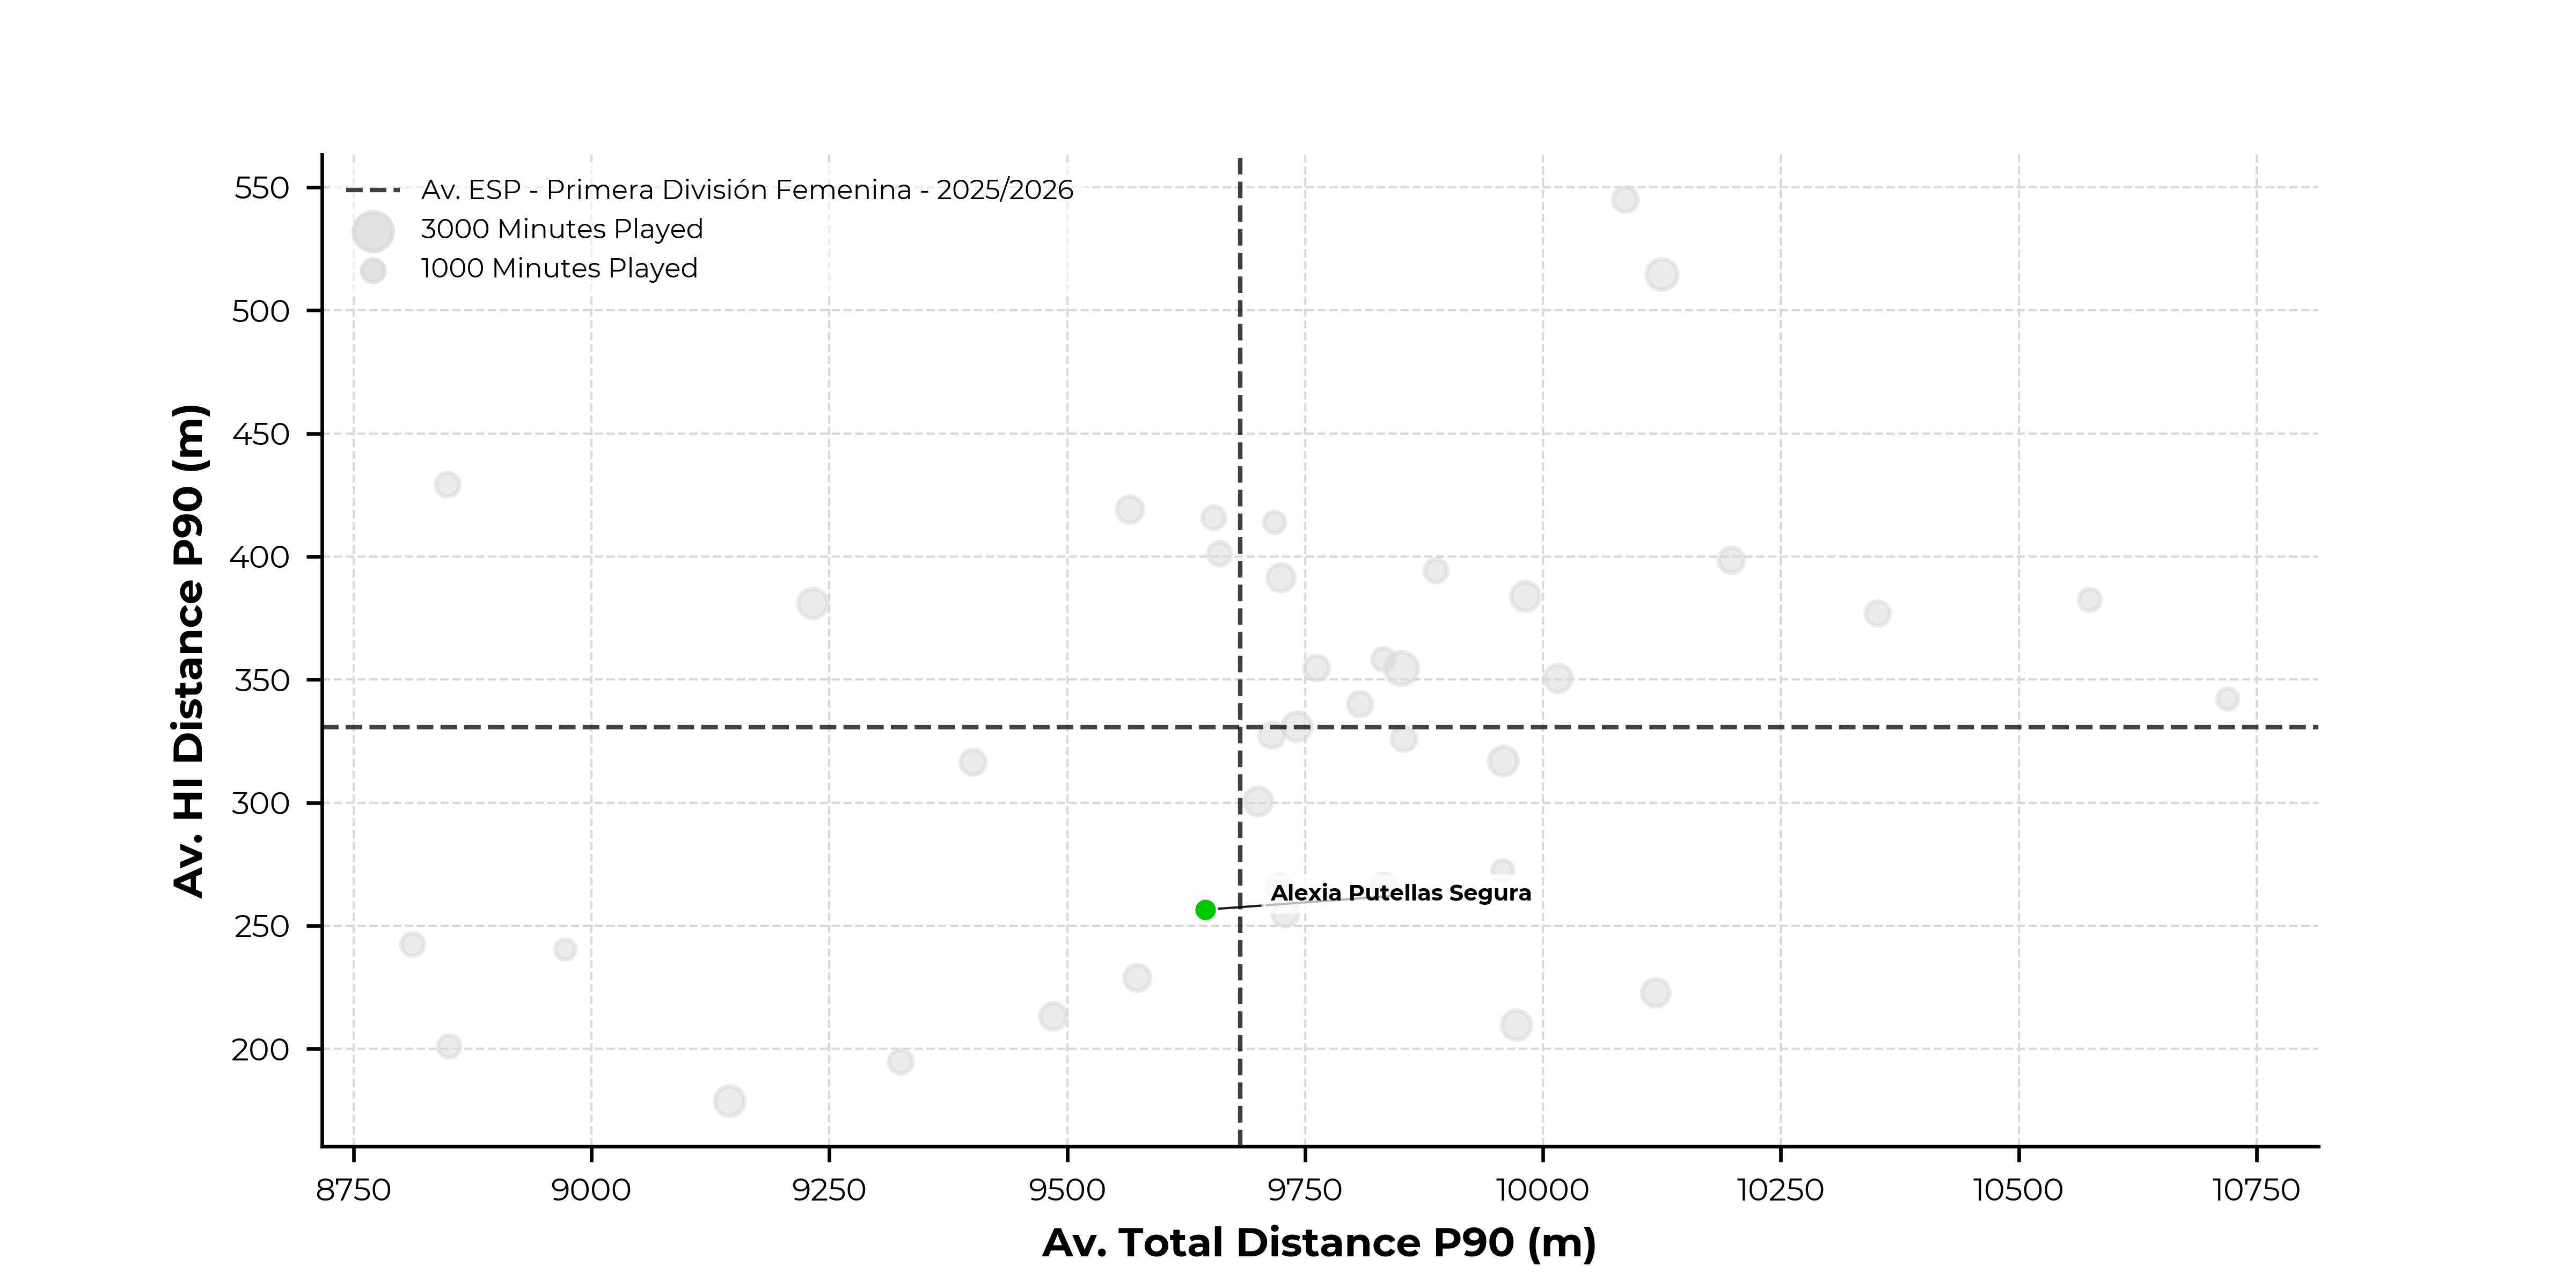 Av. ESP - Primera División Femenina - 2025/2026
3000 Minutes Played
1000 Minutes Played
550
500
450
400
350
300
250
200
Av. HI Distance P90 (m)
Alexia Putellas Segura
8750 9000 9250 9500 9750 10000 10250 10500 10750
Av. Total Distance P90 (m)